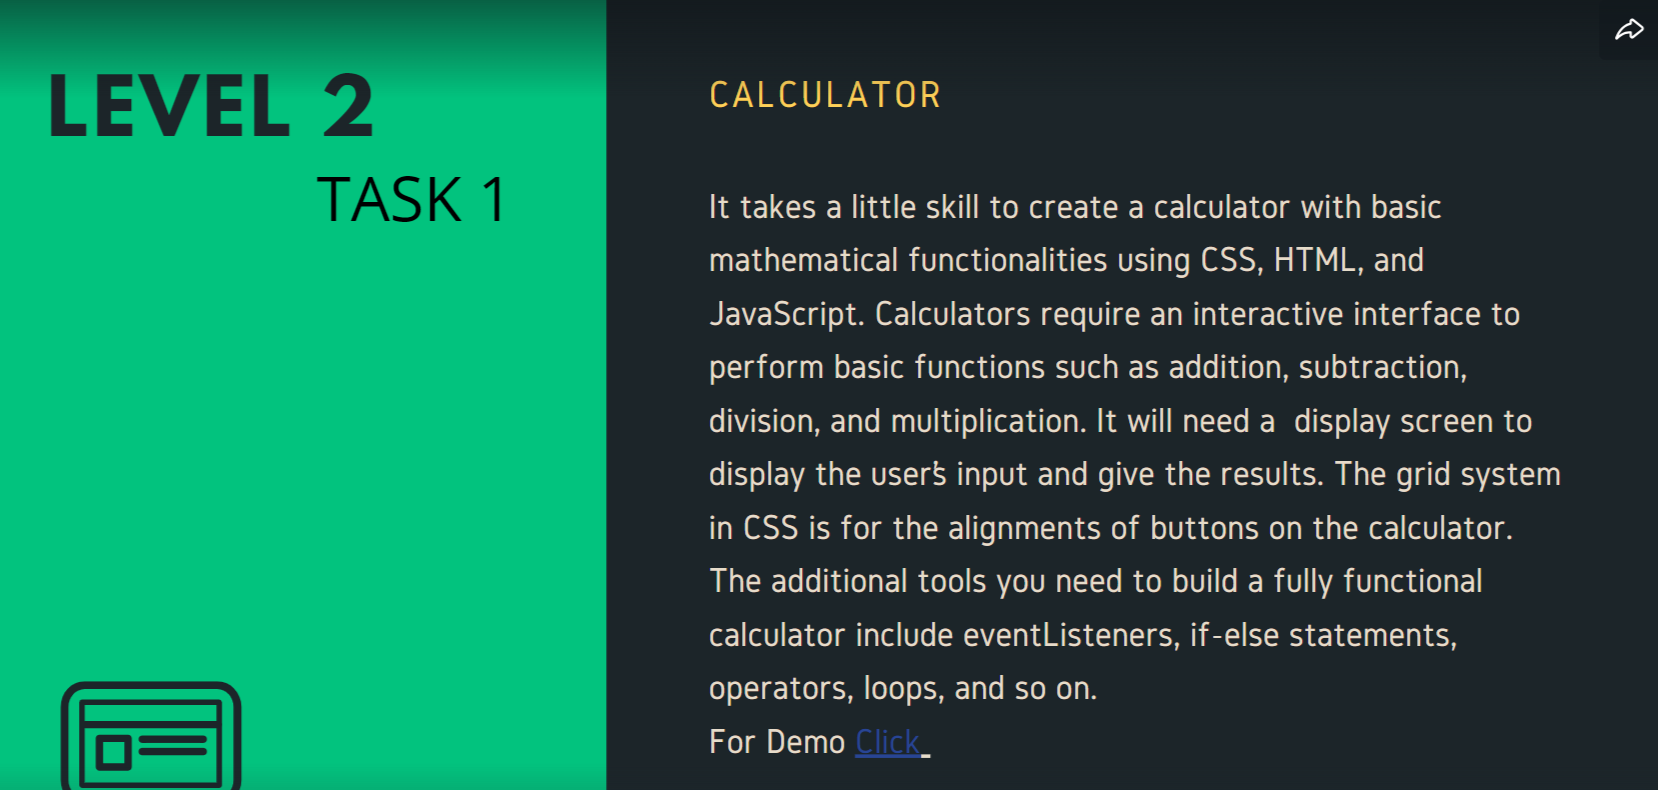 LEVEL 2
TASK 1
CALCULATOR
It takes a little skill to create a calculator with basic
mathematical functionalities using CSS, HTML, and
JavaScript. Calculators require an interactive interface to
perform basic functions such as addition, subtraction,
division, and multiplication. It will need a  display screen to
display the user's input and give the results. The grid system
in CSS is for the alignments of buttons on the calculator.
The additional tools you need to build a fully functional
calculator include eventListeners, if-else statements,
operators, loops, and so on.
For Demo Click